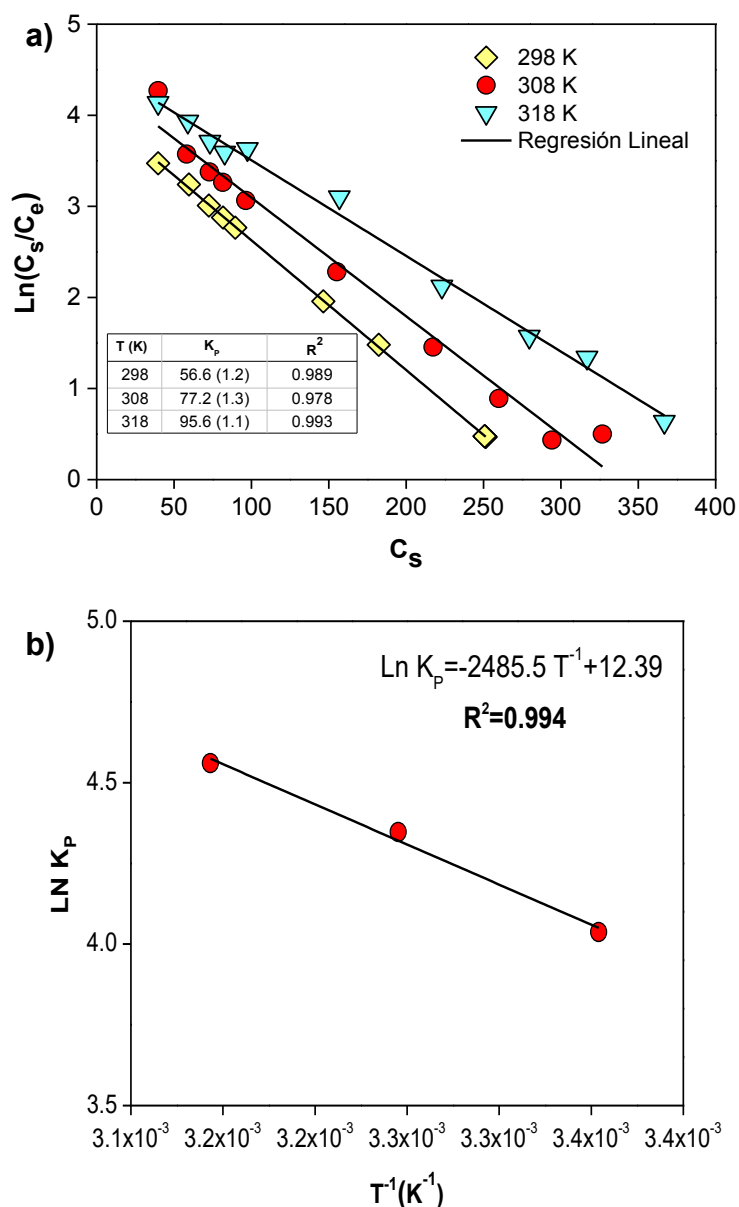 a)
5
4
3
2
1
0
Ln(Cs/Ce)
298 K
308 K
318 K
Regresión Lineal
T (K) KP R²
298 56.6 (1.2) 0.989
308 77.2 (1.3) 0.978
318 95.6 (1.1) 0.993
0 50 100 150 200 250 300 350 400
Cs
b)
5.0
4.5
4.0
3.5
LN KP
Ln KP=-2485.5 T⁻¹+12.39
R²=0.994
3.1x10⁻³ 3.2x10⁻³ 3.2x10⁻³ 3.3x10⁻³ 3.3x10⁻³ 3.4x10⁻³ 3.4x10⁻³
T⁻¹(K⁻¹)